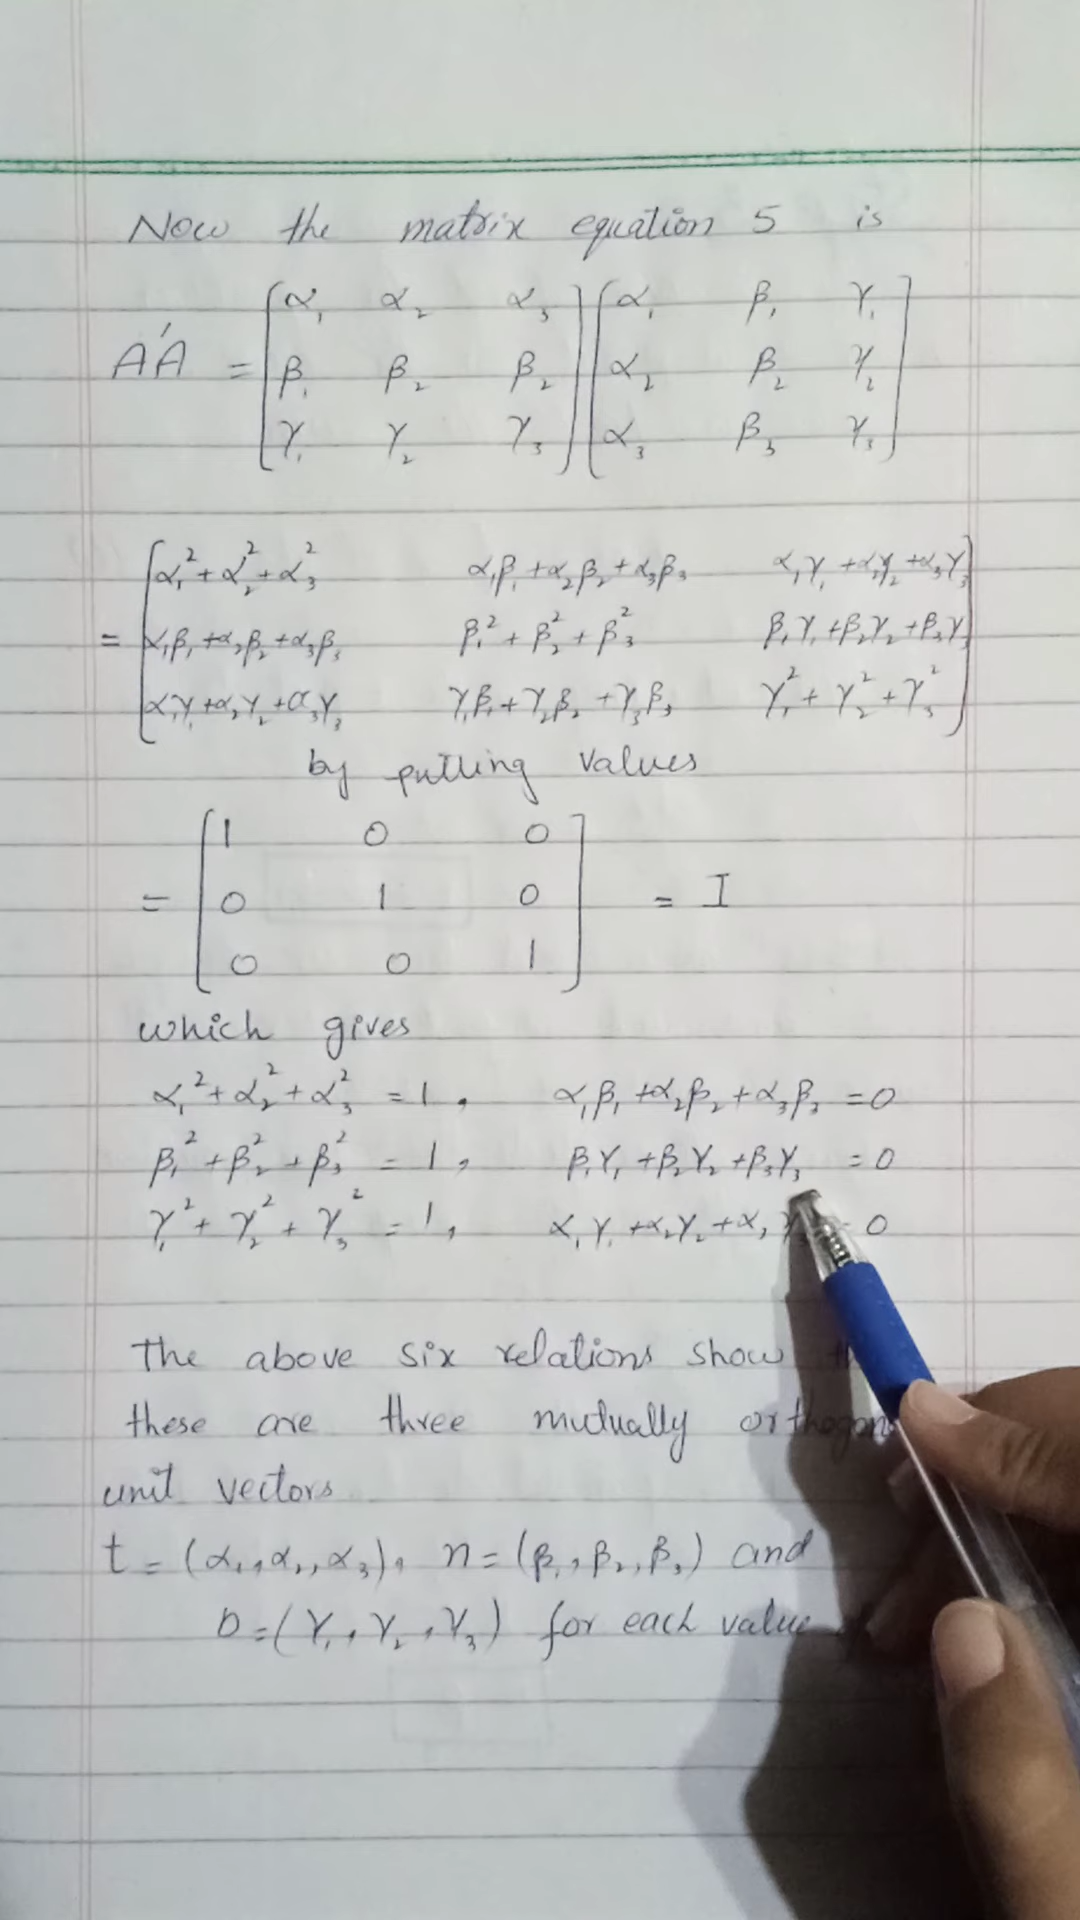 Now the matrix equation 5 is
A'A = [α₁ α₂ α₃] [α₁ β₁ γ₁]
[β₁ β₂ β₂] [α₂ β₂ γ₂]
[γ₁ γ₂ γ₃] [α₃ β₃ γ₃]
[α₁²+α₂²+α₃² α₁β₁+α₂β₂+α₃β₃ α₁γ₁+α₂γ₂+α₃γ₃]
= [α₁β₁+α₂β₂+α₃β₃ β₁²+β₂²+β₃² β₁γ₁+β₂γ₂+β₃γ₃]
[α₁γ₁+α₂γ₂+α₃γ₃ γ₁β₁+γ₂β₂+γ₃β₃ γ₁²+γ₂²+γ₃²]
by putting values
[1 0 0]
= [0 1 0] = I
[0 0 1]
which gives
α₁²+α₂²+α₃² = 1, α₁β₁+α₂β₂+α₃β₃ = 0
β₁²+β₂²+β₃² = 1, β₁γ₁+β₂γ₂+β₃γ₃ = 0
γ₁²+γ₂²+γ₃² = 1, α₁γ₁+α₂γ₂+α₃ 0
The above six relations show
these are three mutually
unit vectors
t = (α₁, α₂, α₃), n = (β₁, β₂, β₃) and
b = (γ₁, γ₂, γ₃) for each value